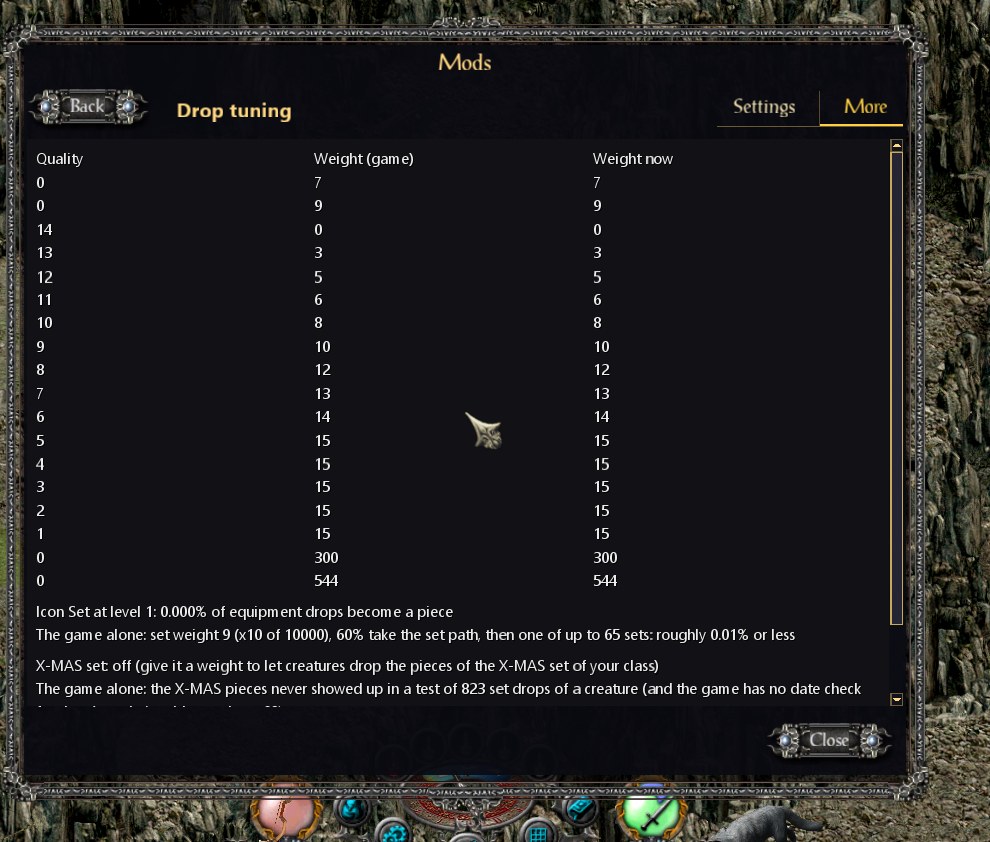 Mods
Back
Drop tuning
Settings
More
Quality Weight (game) Weight now
0 7 7
0 9 9
14 0 0
13 3 3
12 5 5
11 6 6
10 8 8
9 10 10
8 12 12
7 13 13
6 14 14
5 15 15
4 15 15
3 15 15
2 15 15
1 15 15
0 300 300
0 544 544
Icon Set at level 1: 0.000% of equipment drops become a piece
The game alone: set weight 9 (x10 of 10000), 60% take the set path, then one of up to 65 sets: roughly 0.01% or less
X-MAS set: off (give it a weight to let creatures drop the pieces of the X-MAS set of your class)
The game alone: the X-MAS pieces never showed up in a test of 823 set drops of a creature (and the game has no date check
Close